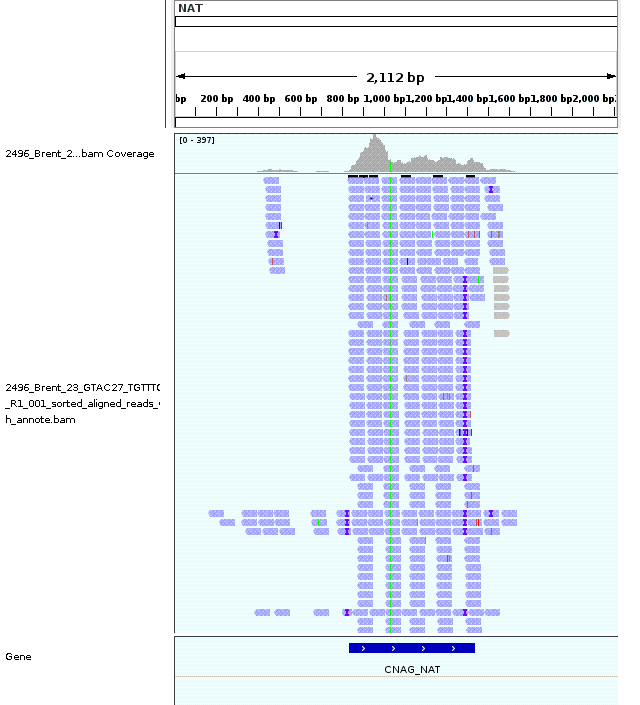 NAT
2,112 bp
bp 200 bp 400 bp 600 bp 800 bp 1,000 bp 1,200 bp 1,400 bp 1,600 bp 1,800 bp 2,000 bp
[0 - 397]
2496_Brent_2...bam Coverage
2496_Brent_23_GTAC27_TGTTT
_R1_001_sorted_aligned_reads_
h_annote.bam
Gene
CNAG_NAT